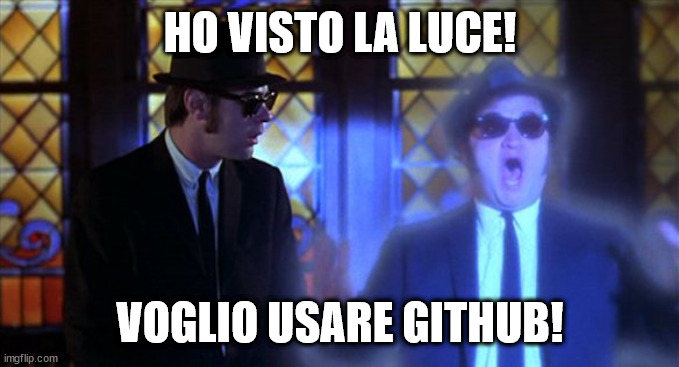 HO VISTO LA LUCE!
VOGLIO USARE GITHUB!
imgflip.com